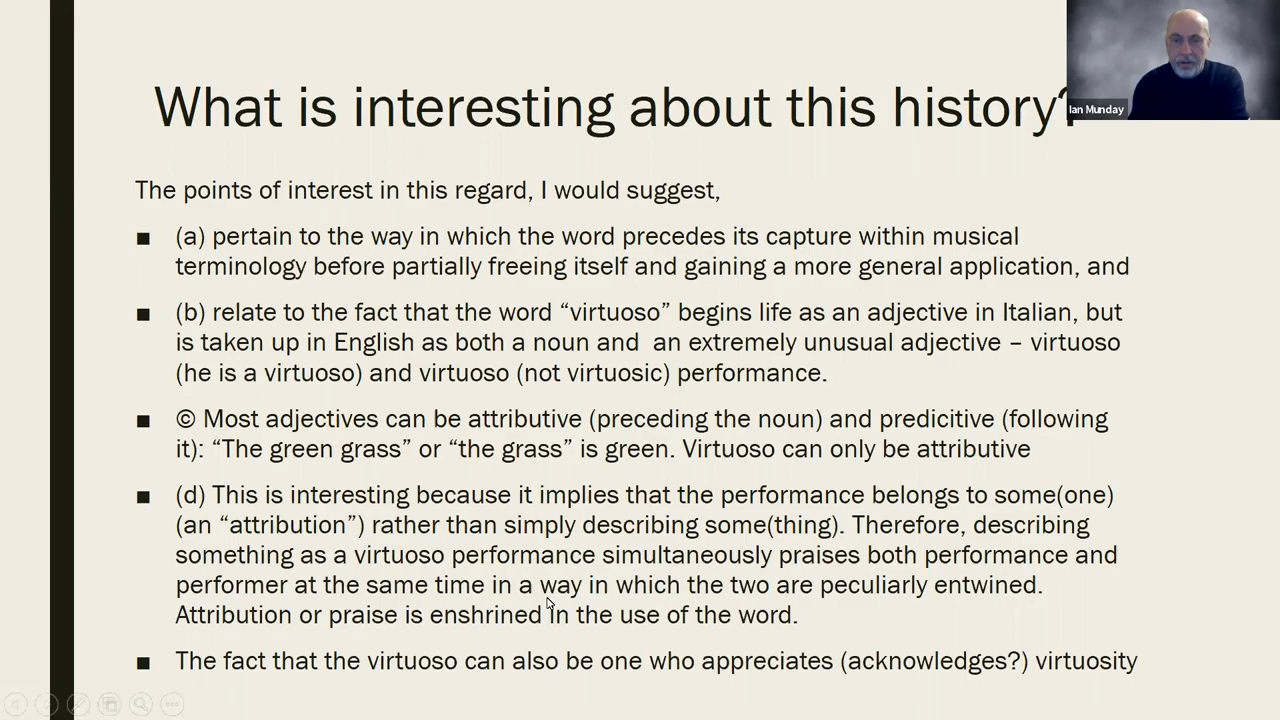 What is interesting about this history?
Ian Munday
The points of interest in this regard, I would suggest,
■ (a) pertain to the way in which the word precedes its capture within musical
terminology before partially freeing itself and gaining a more general application, and
■ (b) relate to the fact that the word “virtuoso” begins life as an adjective in Italian, but
is taken up in English as both a noun and  an extremely unusual adjective – virtuoso
(he is a virtuoso) and virtuoso (not virtuosic) performance.
■ © Most adjectives can be attributive (preceding the noun) and predicitive (following
it): “The green grass” or “the grass” is green. Virtuoso can only be attributive
■ (d) This is interesting because it implies that the performance belongs to some(one)
(an “attribution”) rather than simply describing some(thing). Therefore, describing
something as a virtuoso performance simultaneously praises both performance and
performer at the same time in a way in which the two are peculiarly entwined.
Attribution or praise is enshrined in the use of the word.
■ The fact that the virtuoso can also be one who appreciates (acknowledges?) virtuosity